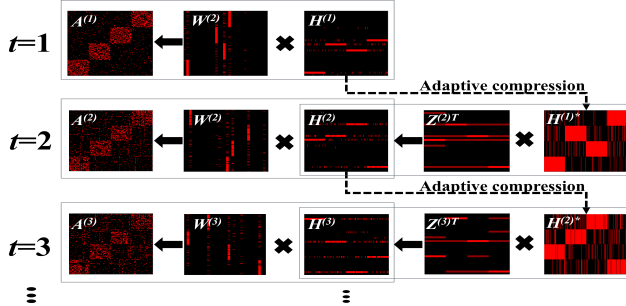 t=1 A(1) W(2) H(1)
Adaptive compression
t=2 A(2) W(2) H(2) Z(2)T H(1)*
Adaptive compression
t=3 A(3) W(3) H(3) Z(3)T H(2)*